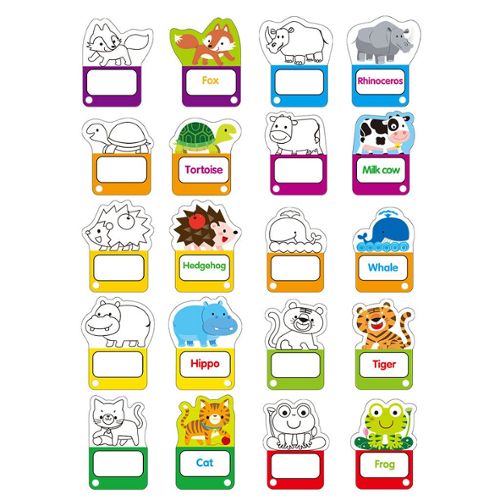 Fox
Rhinoceros
Tortoise
Milk cow
Hedgehog
Whale
Hippo
Tiger
Cat
Frog